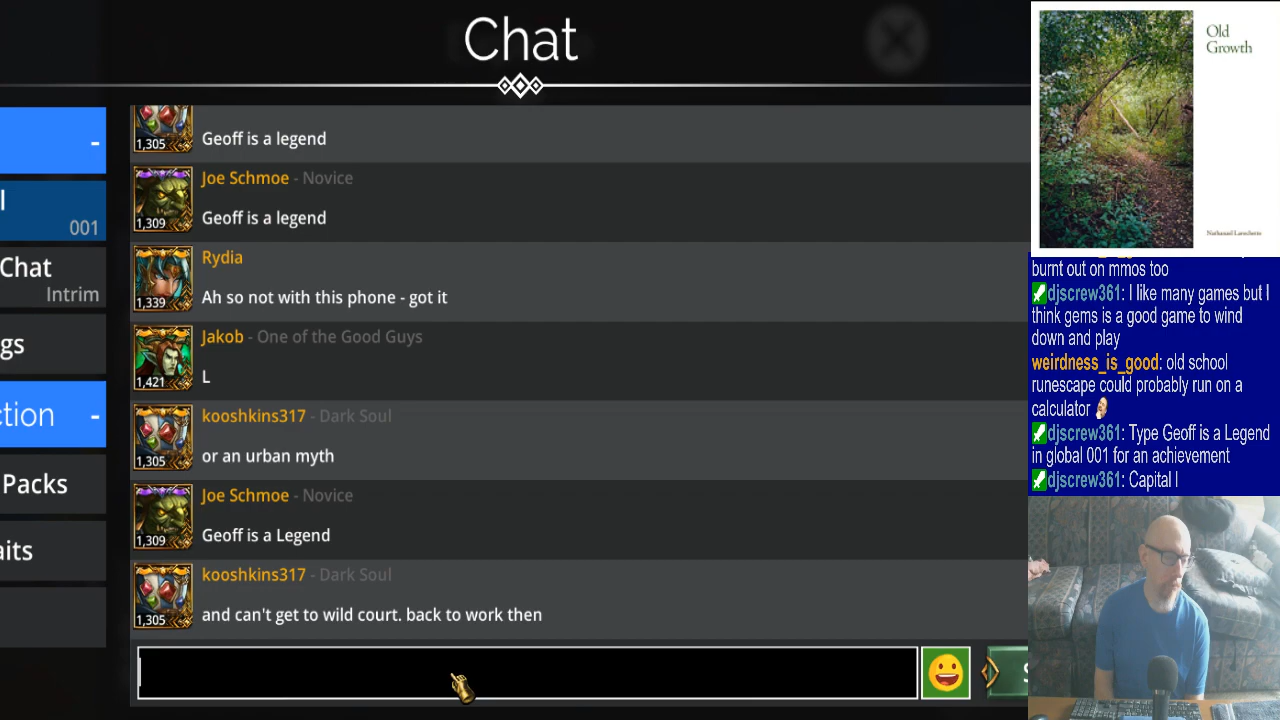 Chat
-
l
001
Chat
Intrim
gs
ction -
Packs
aits
1,305
Geoff is a legend
Joe Schmoe - Novice
1,309
Geoff is a legend
Rydia
1,339
Ah so not with this phone - got it
Jakob - One of the Good Guys
1,421
L
kooshkins317 - Dark Soul
1,305
or an urban myth
Joe Schmoe - Novice
1,309
Geoff is a Legend
kooshkins317 - Dark Soul
1,305
and can't get to wild court. back to work then
S
Old
Growth
Nathanael Larochette
burnt out on mmos too
djscrew361: I like many games but I
think gems is a good game to wind
down and play
weirdness_is_good: old school
runescape could probably run on a
calculator
djscrew361: Type Geoff is a Legend
in global 001 for an achievement
djscrew361: Capital l